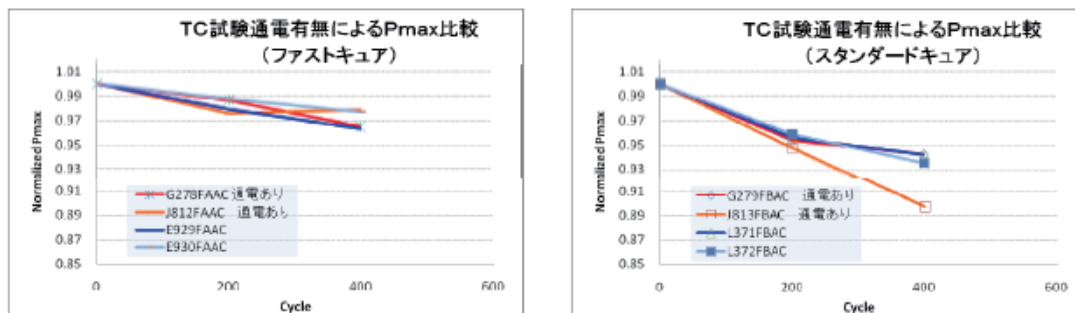 TC試験通電有無によるPmax比較
（ファストキュア）
1.01
0.99
0.97
0.95
0.93
0.91
0.89
0.87
0.85
Normalized Pmax
G278FAAC 通電あり
J812FAAC 通電あり
E929FAAC
E930FAAC
0
200
400
600
Cycle
TC試験通電有無によるPmax比較
（スタンダードキュア）
1.01
0.99
0.97
0.95
0.93
0.91
0.89
0.87
0.85
Normalized Pmax
G279FBAC 通電あり
J813FBAC 通電あり
L371FBAC
L372FBAC
0
200
400
600
Cycle